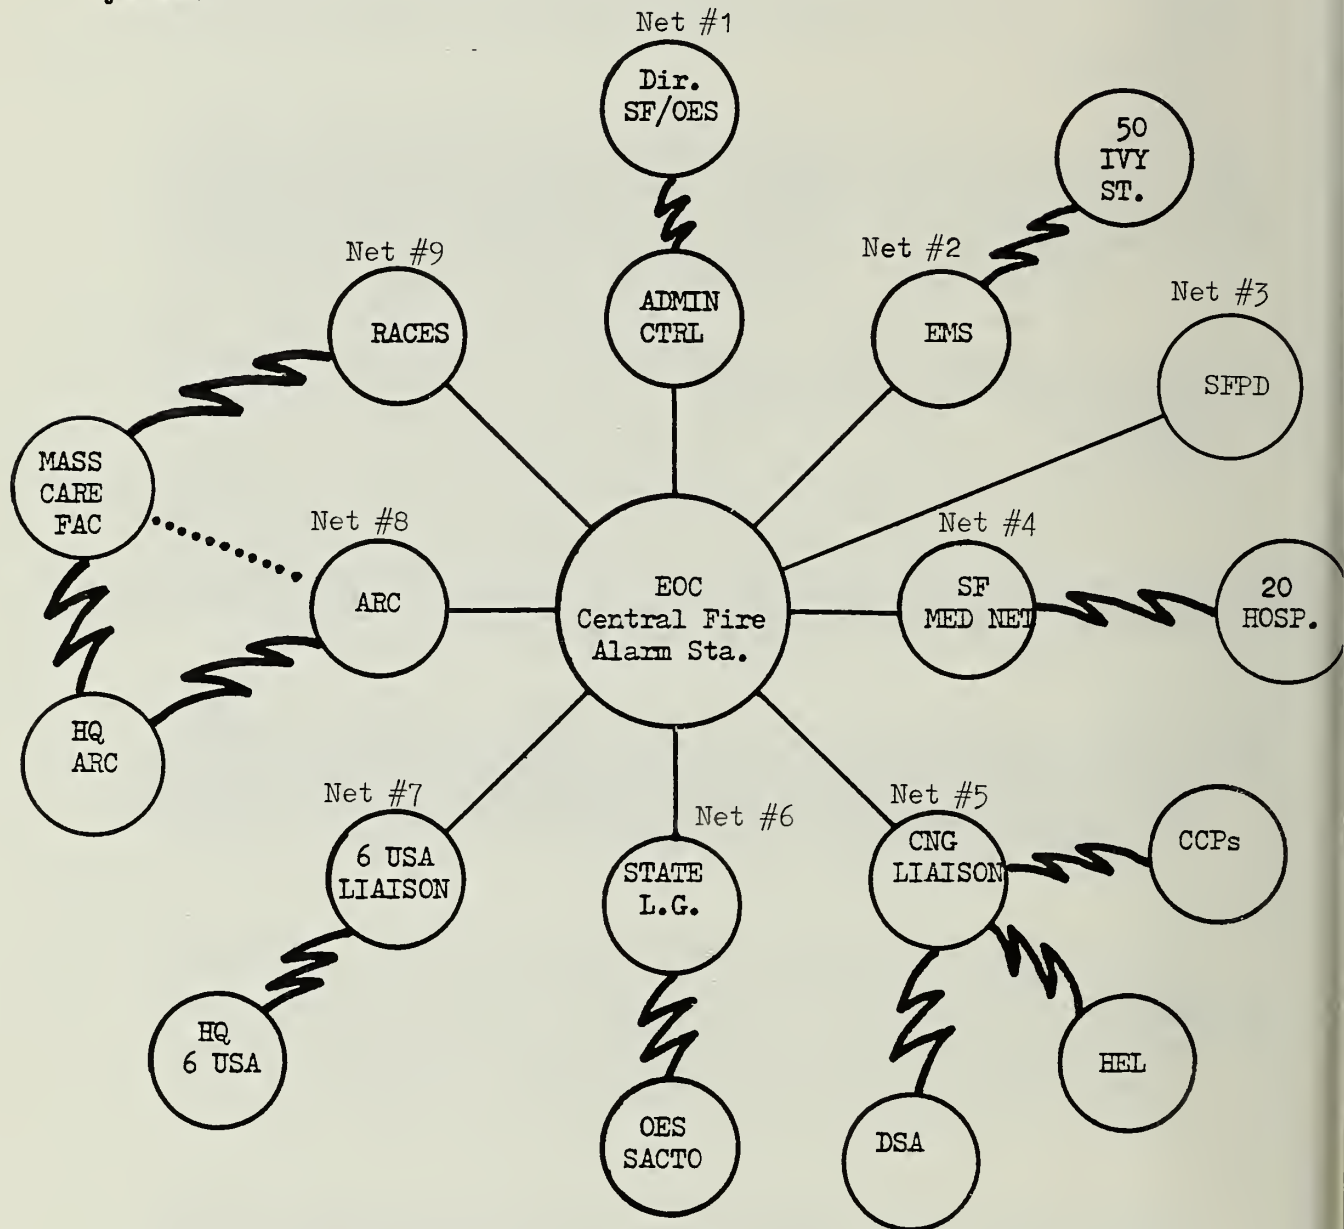 Net #1
Dir.
SF/OES
50
IVY
ST.
Net #9
Net #2
Net #3
RACES
ADMIN
CTRL
EMS
SFPD
MASS
CARE
FAC
Net #8
ARC
EOC
Central Fire
Alarm Sta.
Net #4
SF
MED NET
20
HOSP.
HQ
ARC
Net #7
6 USA
LIAISON
Net #6
STATE
L.G.
Net #5
CNG
LIAISON
CCPs
HQ
6 USA
OES
SACTO
DSA
HEL